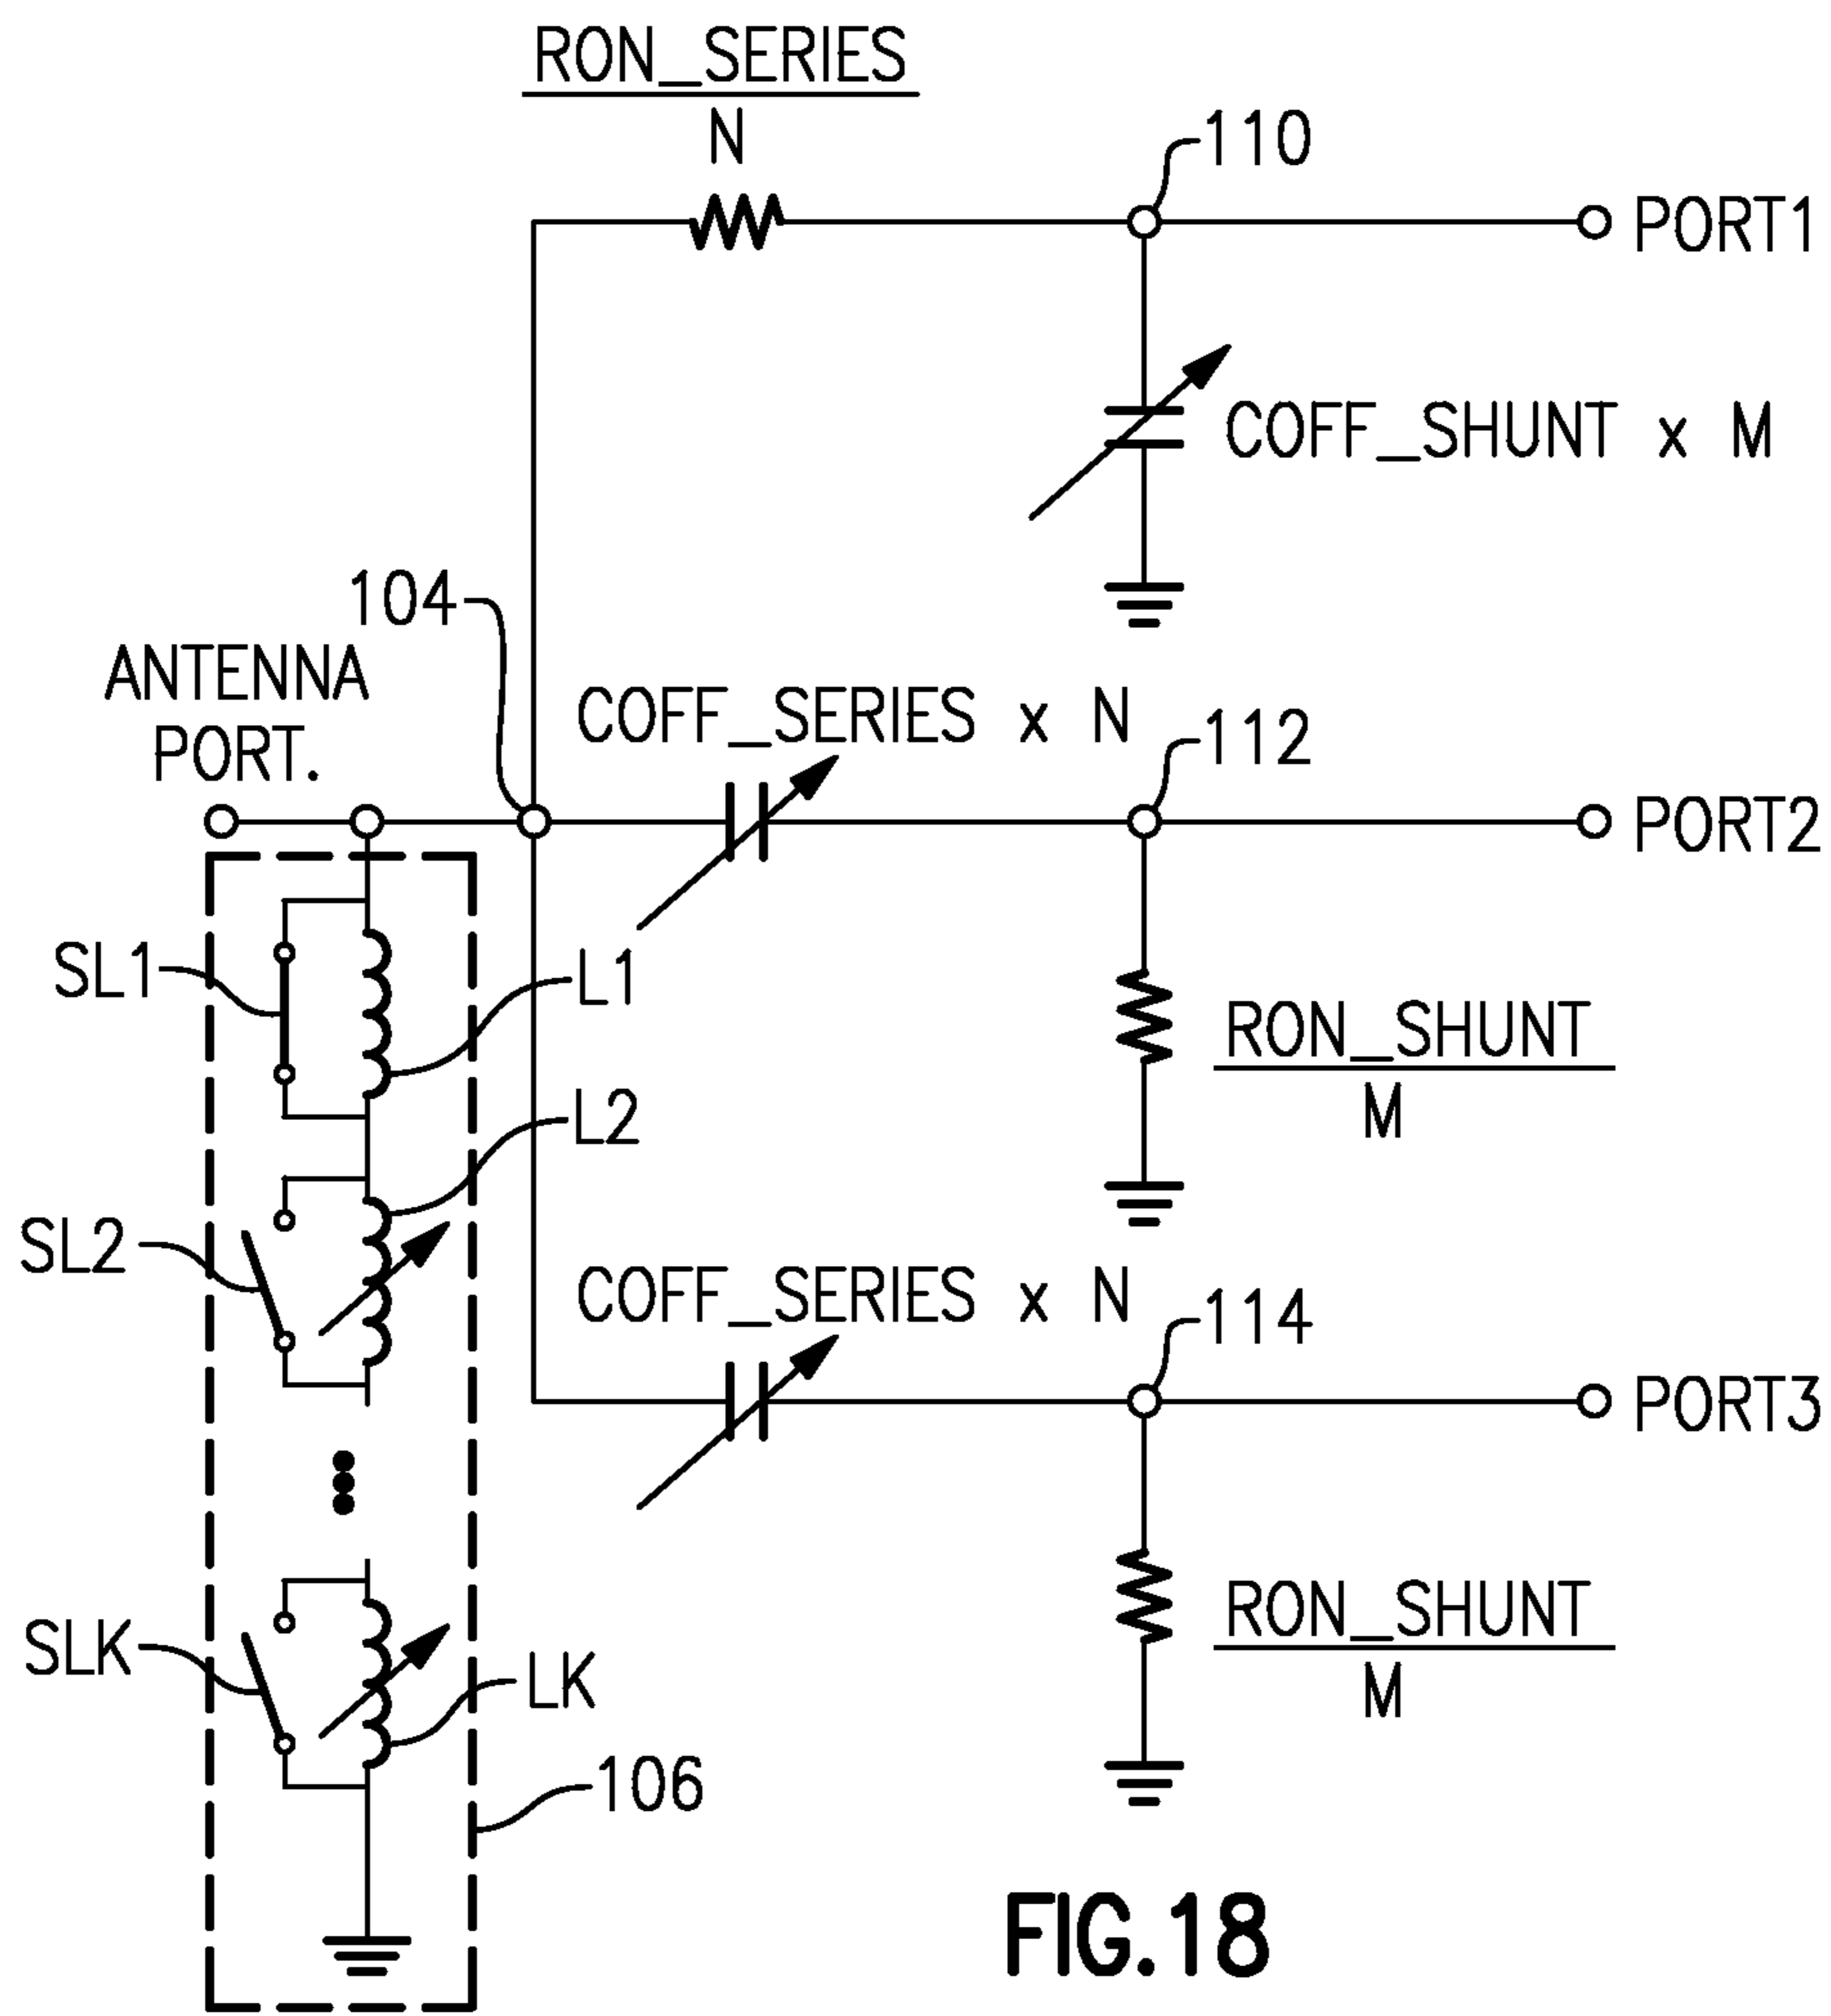 RON_SERIES
N
110
PORT1
COFF_SHUNT x M
104
ANTENNA
PORT.
COFF_SERIES x N
112
PORT2
SL1
L1
RON_SHUNT
M
L2
SL2
COFF_SERIES x N
114
PORT3
SLK
LK
RON_SHUNT
M
106
FIG.18